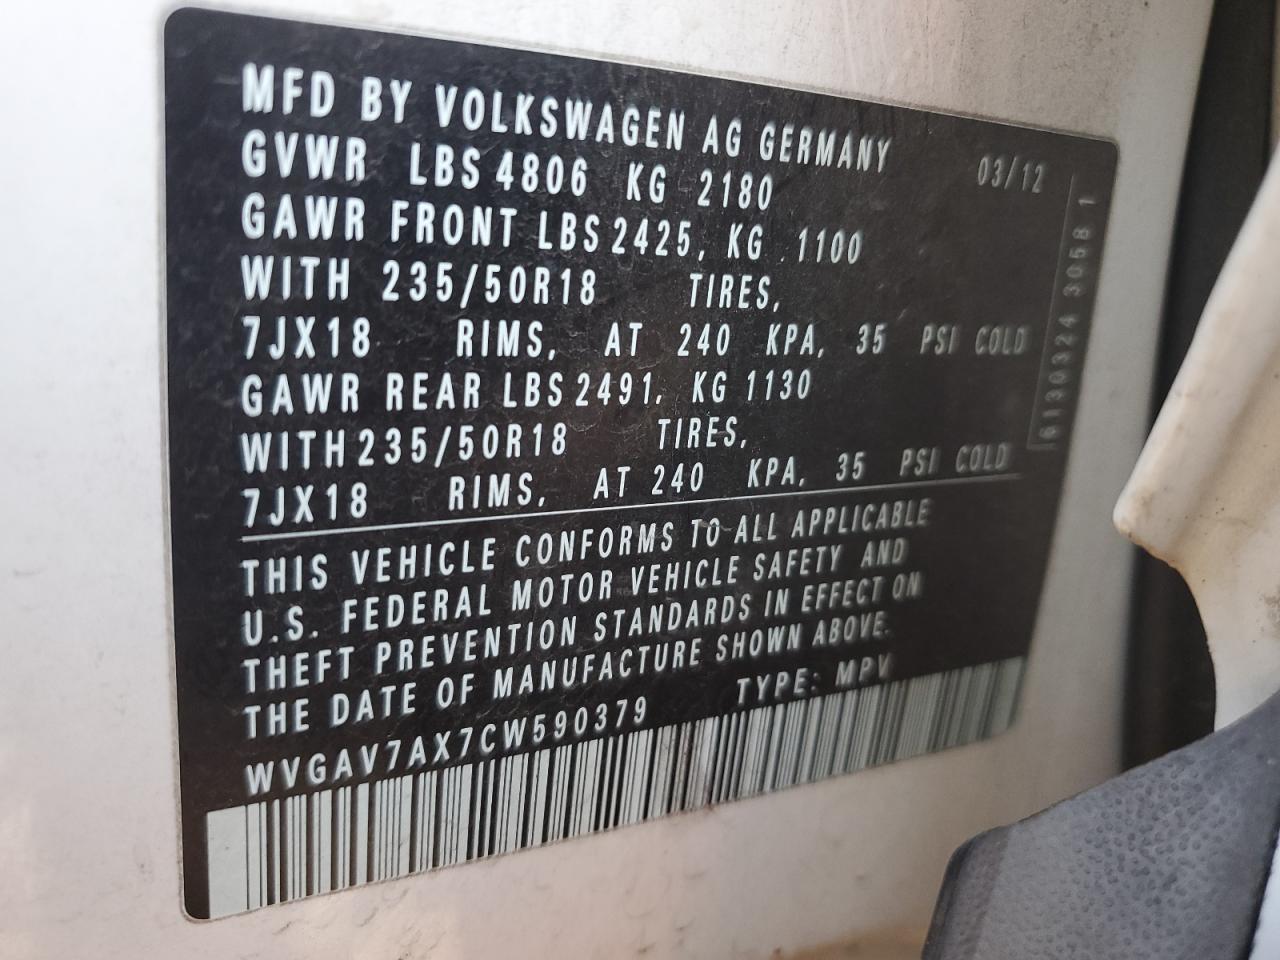 MFD BY VOLKSWAGEN AG GERMANY 03/12
GVWR LBS 4806 KG 2180
GAWR FRONT LBS 2425, KG 1100
WITH 235/50R18 TIRES,
7JX18 RIMS, AT 240 KPA, 35 PSI COLD
GAWR REAR LBS 2491, KG 1130
WITH 235/50R18 TIRES,
7JX18 RIMS, AT 240 KPA, 35 PSI COLD
THIS VEHICLE CONFORMS TO ALL APPLICABLE
U.S. FEDERAL MOTOR VEHICLE SAFETY AND
THEFT PREVENTION STANDARDS IN EFFECT ON
THE DATE OF MANUFACTURE SHOWN ABOVE.
WVGAV7AX7CW590379 TYPE: MPV
6130324 3058 1